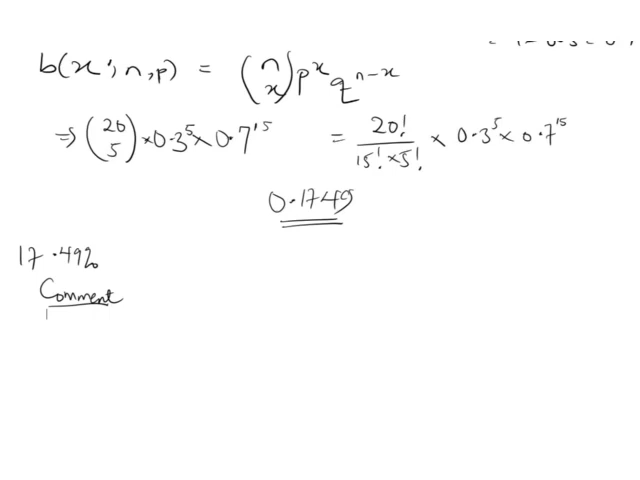 b(x; n, p) = (n x) p^x q^(n-x)
⇒ (20 5) × 0.3^5 × 0.7^15 = 20! / (15! × 5!) × 0.3^5 × 0.7^15
0.1749
17.49%
Comment